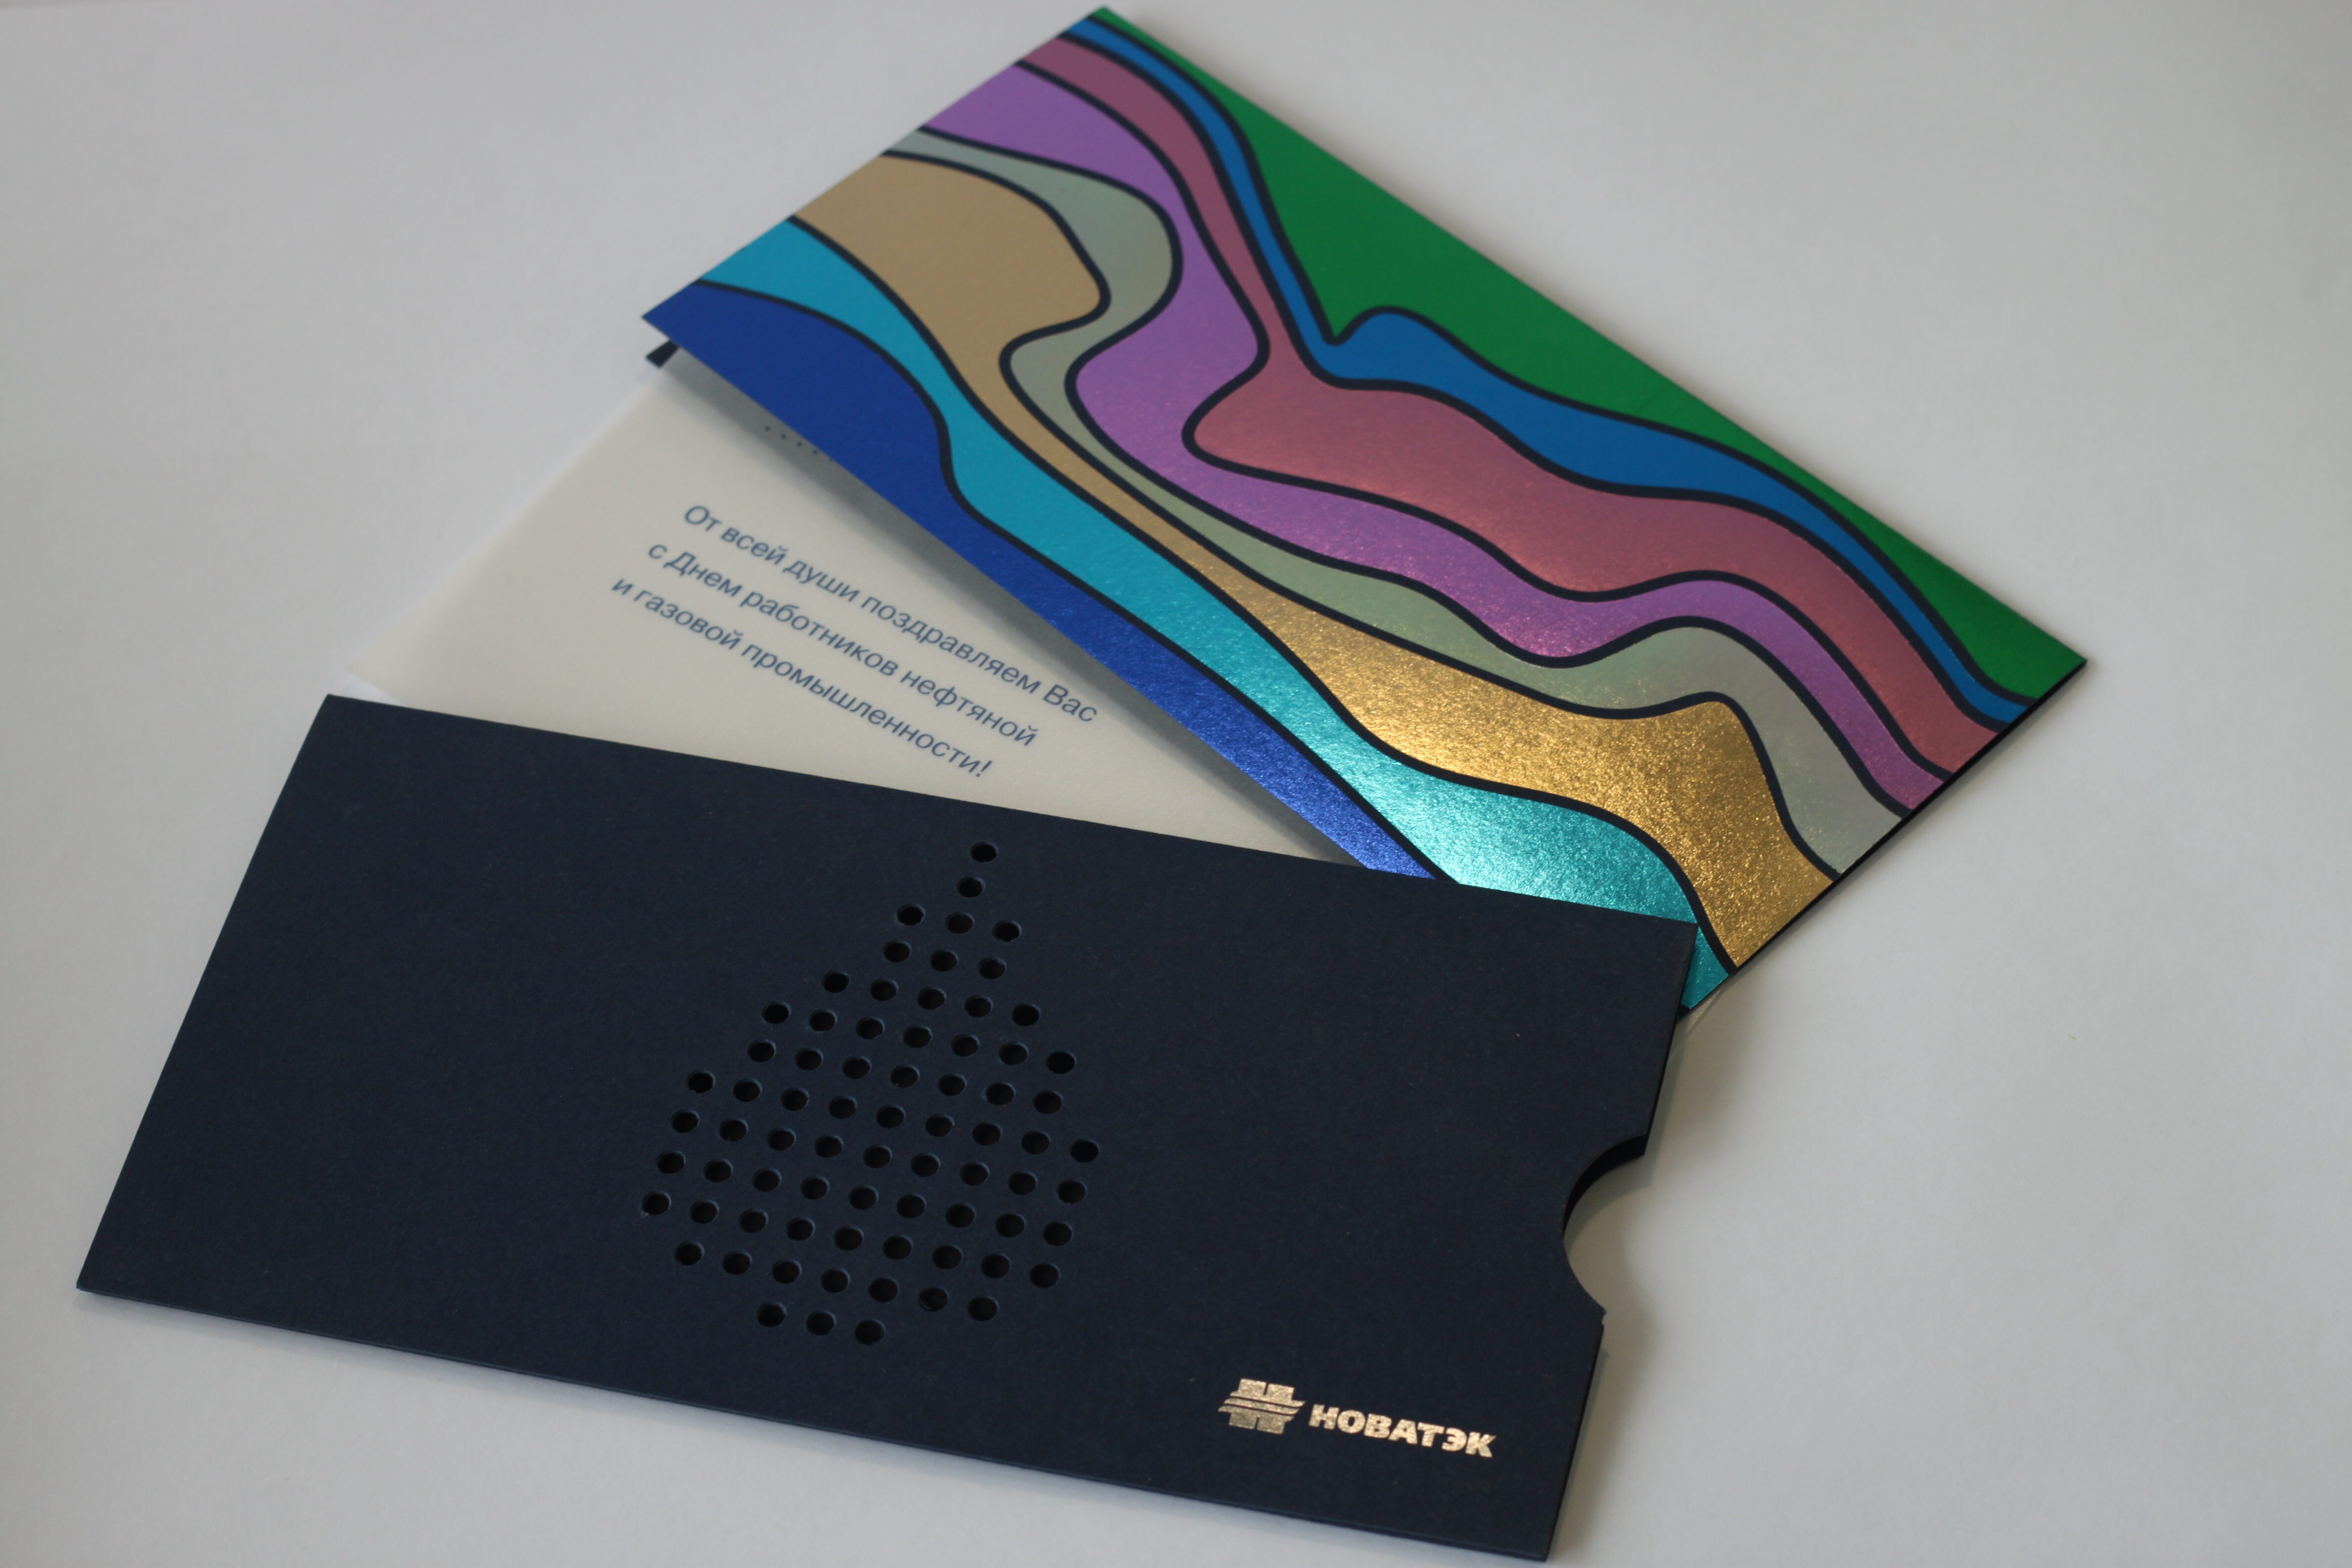 От всей души поздравляем Вас
с Днем работников нефтяной
и газовой промышленности!
НОВАТЭК